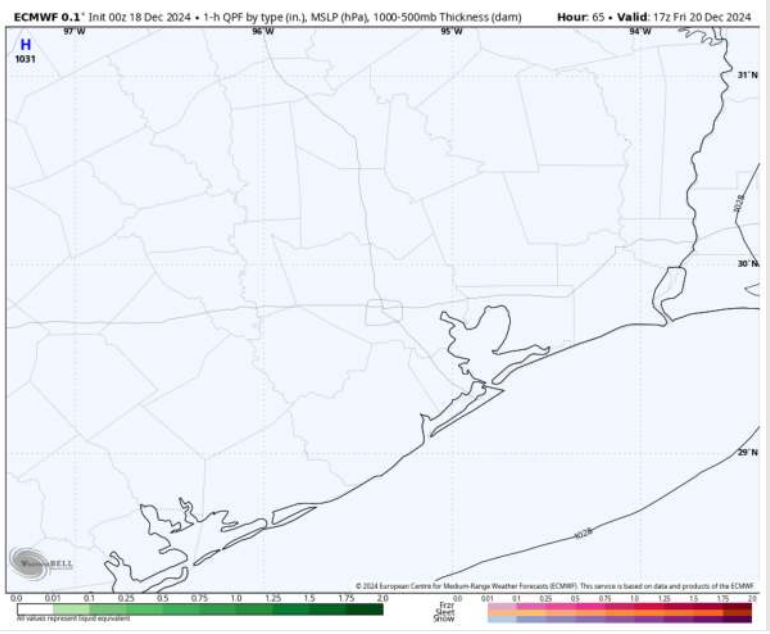 ECMWF 0.1° Init 00z 18 Dec 2024 • 1-h QPF by type (in.), MSLP (hPa), 1000-500mb Thickness (dam) Hour: 65 • Valid: 17z Fri 20 Dec 2024
97°W 96°W 95°W 94°W
H
1031
31°N
1028
30°N
29°N
1028
WeatherBELL
© 2024 European Centre for Medium-Range Weather Forecasts (ECMWF). This service is based on data and products of the ECMWF
0.0 0.01 0.1 0.25 0.50 0.75 1.0 1.25 1.5 1.75 2.0
All values represent liquid equivalent
0.0 0.01 0.1 0.25 0.5 0.75 1.0 1.25 1.5 1.75 2.0
Frzr
Sleet
Snow